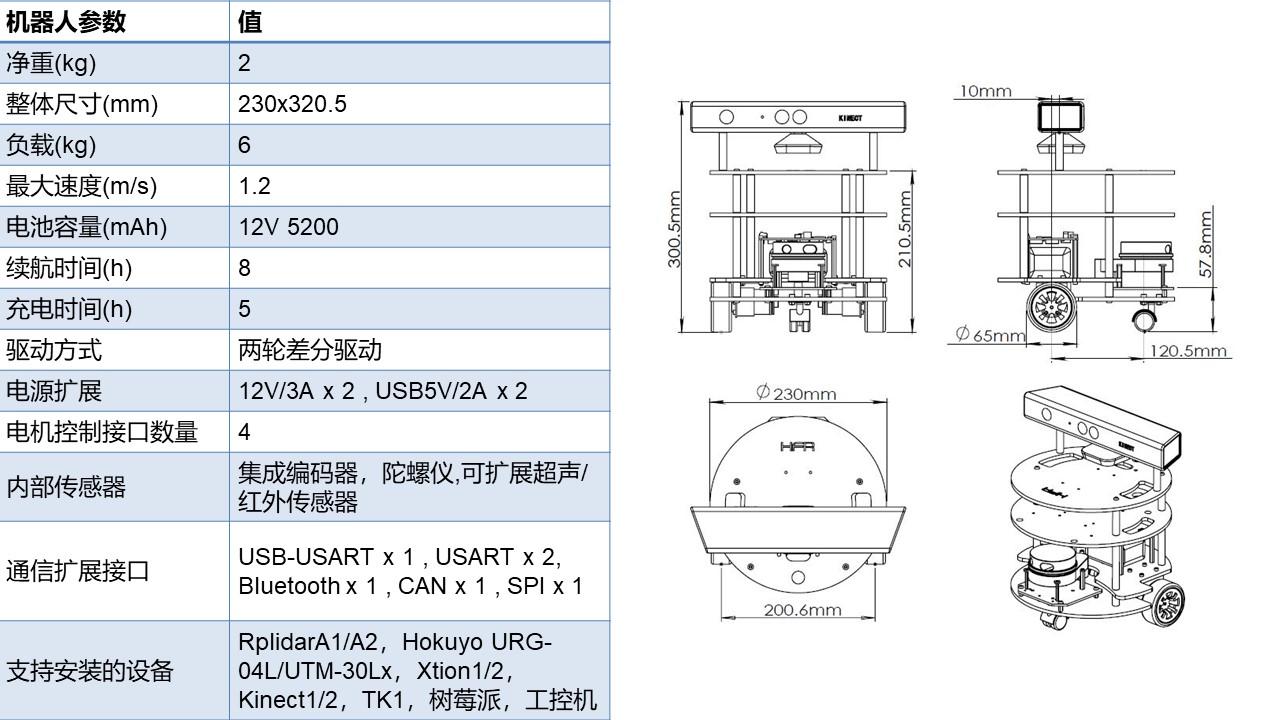 机器人参数 值
净重(kg) 2
整体尺寸(mm) 230x320.5
负载(kg) 6
最大速度(m/s) 1.2
电池容量(mAh) 12V 5200
续航时间(h) 8
充电时间(h) 5
驱动方式 两轮差分驱动
电源扩展 12V/3A x 2 , USB5V/2A x 2
电机控制接口数量 4
内部传感器 集成编码器，陀螺仪,可扩展超声/
红外传感器
通信扩展接口 USB-USART x 1 , USART x 2,
Bluetooth x 1 , CAN x 1 , SPI x 1
支持安装的设备 RplidarA1/A2，Hokuyo URG-
04L/UTM-30Lx，Xtion1/2，
Kinect1/2，TK1，树莓派，工控机
KINECT
300.5mm
210.5mm
10mm
57.8mm
∅65mm
120.5mm
∅230mm
HFR
200.6mm
KINECT
HFR